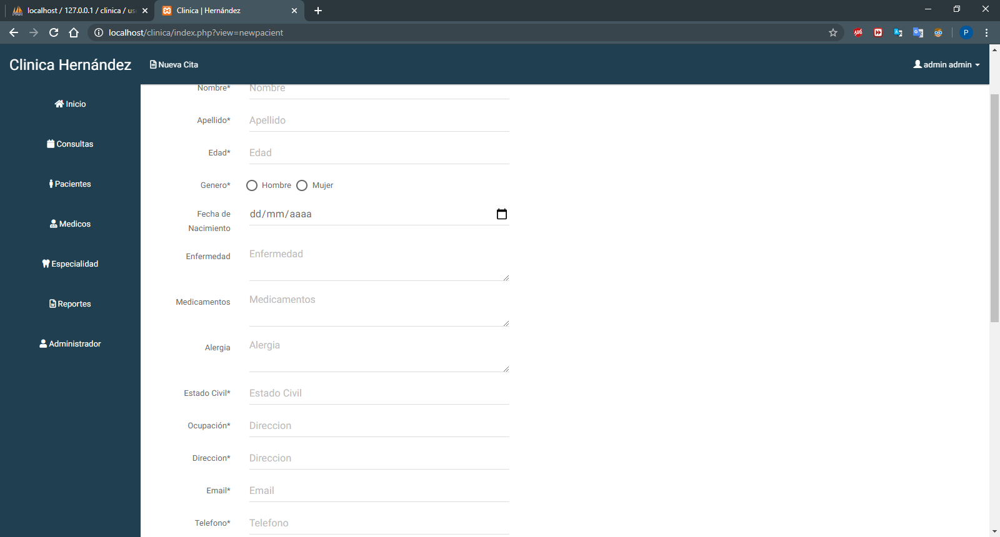 localhost / 127.0.0.1 / clinica / us
Clinica | Hernández
localhost/clinica/index.php?view=newpacient
P
Clinica Hernández
Nueva Cita
admin admin
Inicio
Consultas
Pacientes
Medicos
Especialidad
Reportes
Administrador
Nombre* Nombre
Apellido* Apellido
Edad* Edad
Genero* Hombre Mujer
Fecha de
Nacimiento
dd/mm/aaaa
Enfermedad Enfermedad
Medicamentos Medicamentos
Alergia Alergia
Estado Civil* Estado Civil
Ocupación* Direccion
Direccion* Direccion
Email* Email
Telefono* Telefono